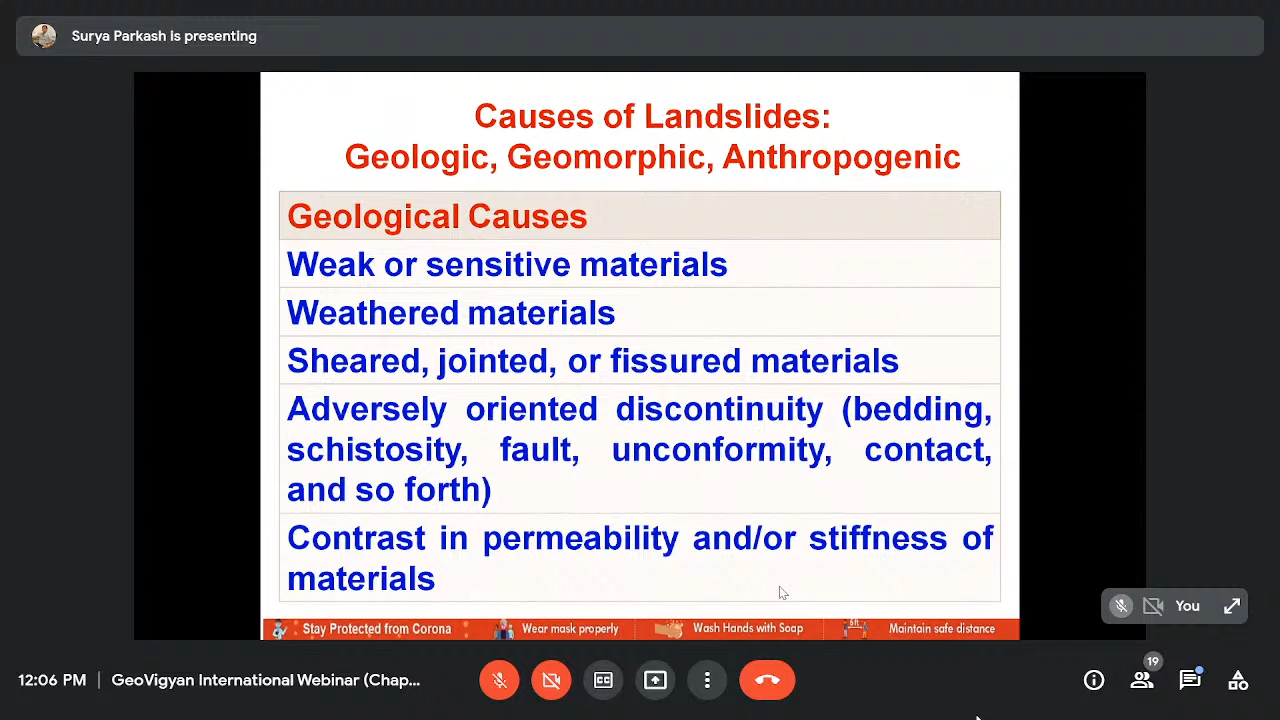 Surya Parkash is presenting
Causes of Landslides:
Geologic, Geomorphic, Anthropogenic
Geological Causes
Weak or sensitive materials
Weathered materials
Sheared, jointed, or fissured materials
Adversely oriented discontinuity (bedding,
schistosity, fault, unconformity, contact,
and so forth)
Contrast in permeability and/or stiffness of
materials
Stay Protected from Corona
Wear mask properly
Wash Hands with Soap
6ft
Maintain safe distance
You
12:06 PM | GeoVigyan International Webinar (Chap...
CC
19